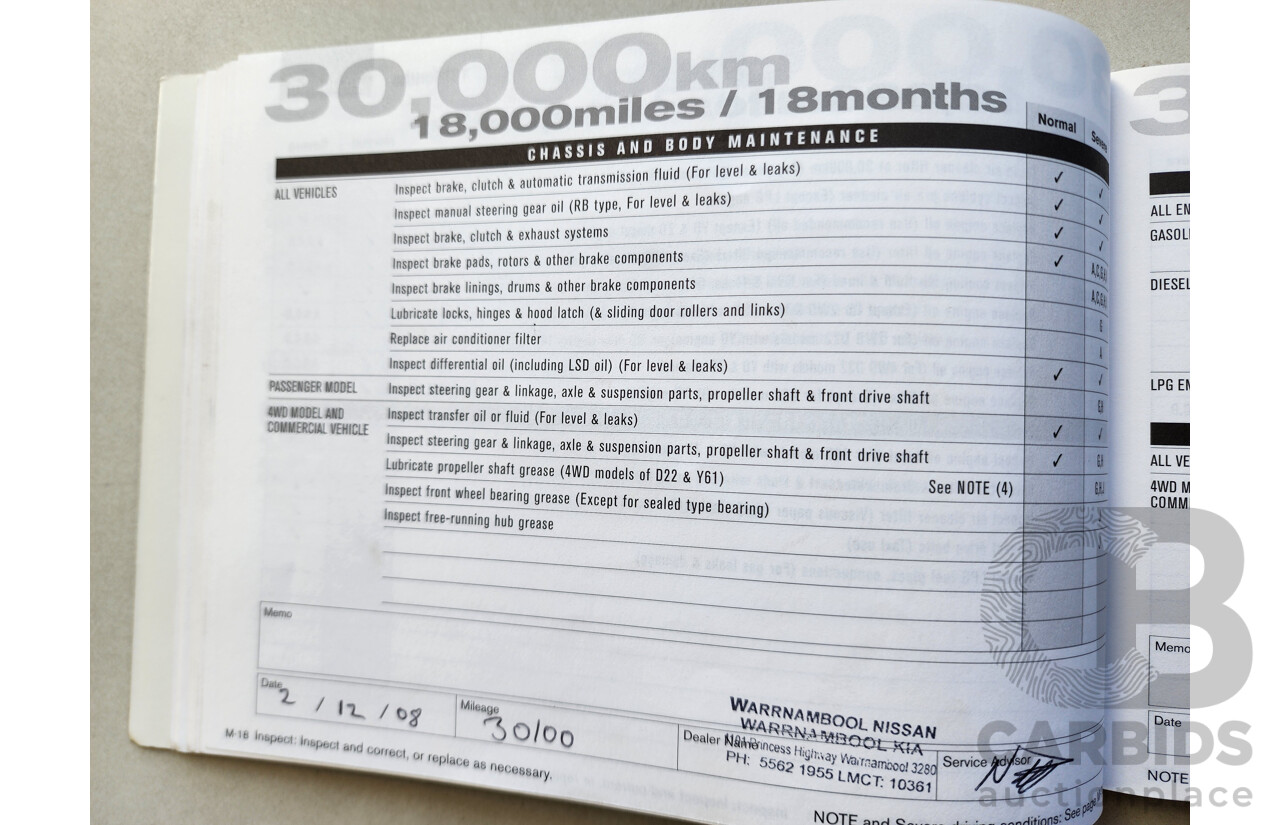 30,000km
18,000miles / 18months
Normal
CHASSIS AND BODY MAINTENANCE
ALL VEHICLES
Inspect brake, clutch & automatic transmission fluid (For level & leaks) ✓ ✓
Inspect manual steering gear oil (RB type, For level & leaks) ✓ ✓
Inspect brake, clutch & exhaust systems ✓ ✓
Inspect brake pads, rotors & other brake components ✓
Inspect brake linings, drums & other brake components
Lubricate locks, hinges & hood latch (& sliding door rollers and links)
Replace air conditioner filter
Inspect differential oil (including LSD oil) (For level & leaks) ✓ ✓
PASSENGER MODEL
Inspect steering gear & linkage, axle & suspension parts, propeller shaft & front drive shaft G,H
4WD MODEL AND
COMMERCIAL VEHICLE
Inspect transfer oil or fluid (For level & leaks) ✓ ✓
Inspect steering gear & linkage, axle & suspension parts, propeller shaft & front drive shaft ✓ G,H
Lubricate propeller shaft grease (4WD models of D22 & Y61) See NOTE (4)
Inspect front wheel bearing grease (Except for sealed type bearing)
Inspect free-running hub grease
Memo
Date
2 / 12 / 08
Mileage
30100
Dealer Name
WARRNAMBOOL NISSAN
WARRNAMBOOL KIA
Princess Highway Warrnambool 3280
PH: 5562 1955 LMCT: 10361
Service Advisor
M-16 Inspect: Inspect and correct, or replace as necessary.
NOTE and Severe driving conditions: See page
3
ALL EN
GASOLI
DIESEL
LPG EN
ALL VE
4WD M
COMM
Memo
Date
NOTE
CARBIDS
auctionplace